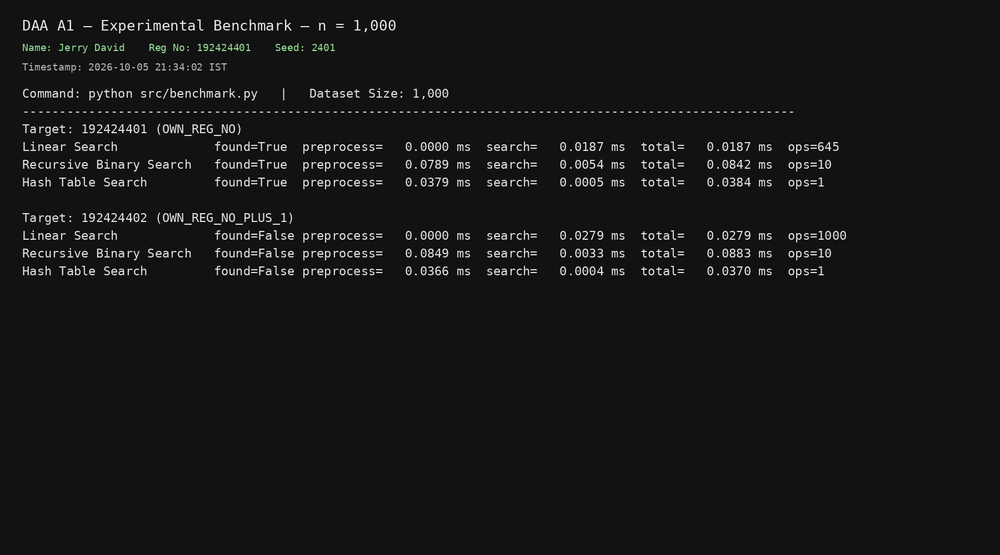 DAA A1 — Experimental Benchmark — n = 1,000
Name: Jerry David    Reg No: 192424401    Seed: 2401
Timestamp: 2026-10-05 21:34:02 IST
Command: python src/benchmark.py   |   Dataset Size: 1,000
---------------------------------------------------------------------------------------------------------
Target: 192424401 (OWN_REG_NO)
Linear Search             found=True  preprocess=   0.0000 ms  search=   0.0187 ms  total=   0.0187 ms  ops=645
Recursive Binary Search   found=True  preprocess=   0.0789 ms  search=   0.0054 ms  total=   0.0842 ms  ops=10
Hash Table Search         found=True  preprocess=   0.0379 ms  search=   0.0005 ms  total=   0.0384 ms  ops=1
Target: 192424402 (OWN_REG_NO_PLUS_1)
Linear Search             found=False preprocess=   0.0000 ms  search=   0.0279 ms  total=   0.0279 ms  ops=1000
Recursive Binary Search   found=False preprocess=   0.0849 ms  search=   0.0033 ms  total=   0.0883 ms  ops=10
Hash Table Search         found=False preprocess=   0.0366 ms  search=   0.0004 ms  total=   0.0370 ms  ops=1